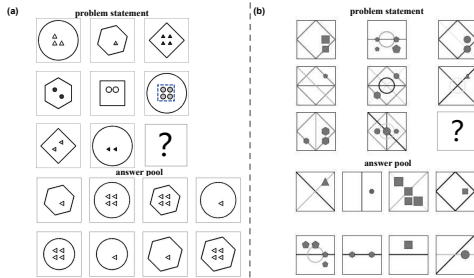 (a)
problem statement
?
answer pool
(b)
problem statement
?
answer pool